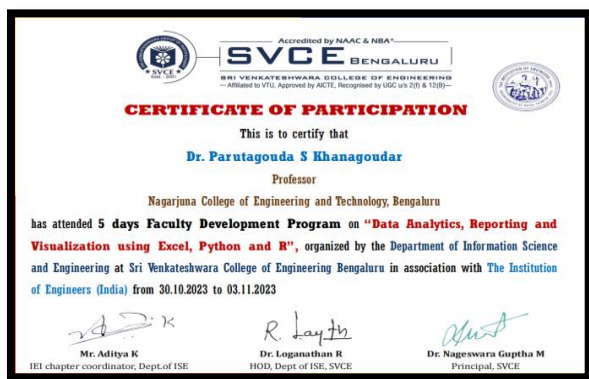 Accredited by NAAC & NBA*
SVCE BENGALURU
SVCE
SRI VENKATESHWARA COLLEGE OF ENGINEERING
Affiliated to VTU, Approved by AICTE, Recognised by UGC u/s 2(f) & 12(B)
CERTIFICATE OF PARTICIPATION
This is to certify that
Dr. Parutagouda S Khanagoudar
Professor
Nagarjuna College of Engineering and Technology, Bengaluru
has attended 5 days Faculty Development Program on “Data Analytics, Reporting and
Visualization using Excel, Python and R”, organized by the Department of Information Science
and Engineering at Sri Venkateshwara College of Engineering Bengaluru in association with The Institution
of Engineers (India) from 30.10.2023 to 03.11.2023
Mr. Aditya K
IEI chapter coordinator, Dept.of ISE
Dr. Loganathan R
HOD, Dept of ISE, SVCE
Dr. Nageswara Guptha M
Principal, SVCE